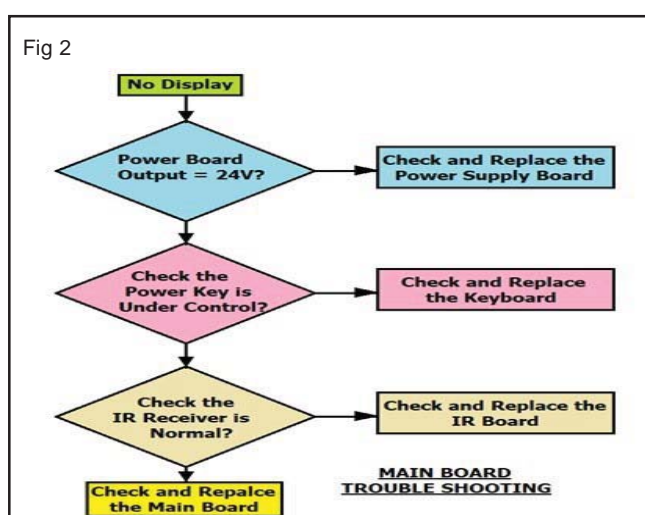 Fig 2
No Display
Power Board
Output = 24V?
Check and Replace the
Power Supply Board
Check the
Power Key is
Under Control?
Check and Replace
the Keyboard
Check the
IR Receiver is
Normal?
Check and Replace the
IR Board
MAIN BOARD
TROUBLE SHOOTING
Check and Repalce
the Main Board